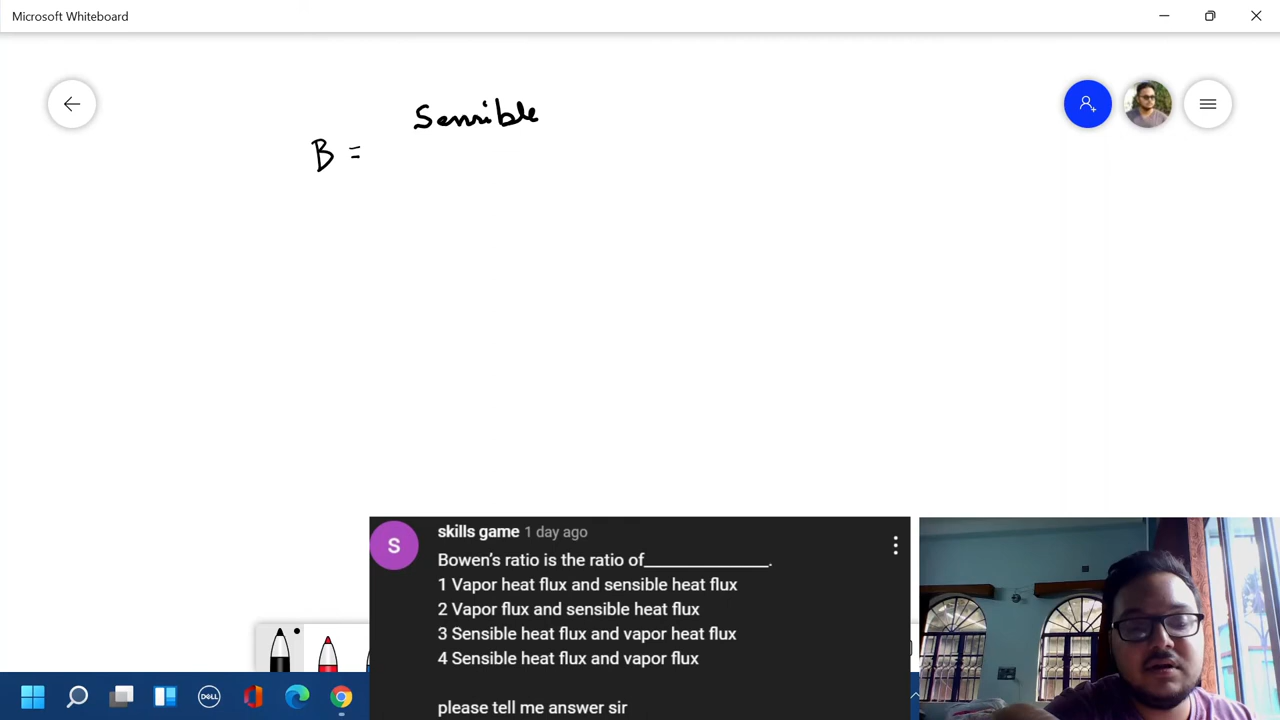 Microsoft Whiteboard
Sensible
B =
DELL
S
skills game 1 day ago
Bowen's ratio is the ratio of______________.
1 Vapor heat flux and sensible heat flux
2 Vapor flux and sensible heat flux
3 Sensible heat flux and vapor heat flux
4 Sensible heat flux and vapor flux
please tell me answer sir